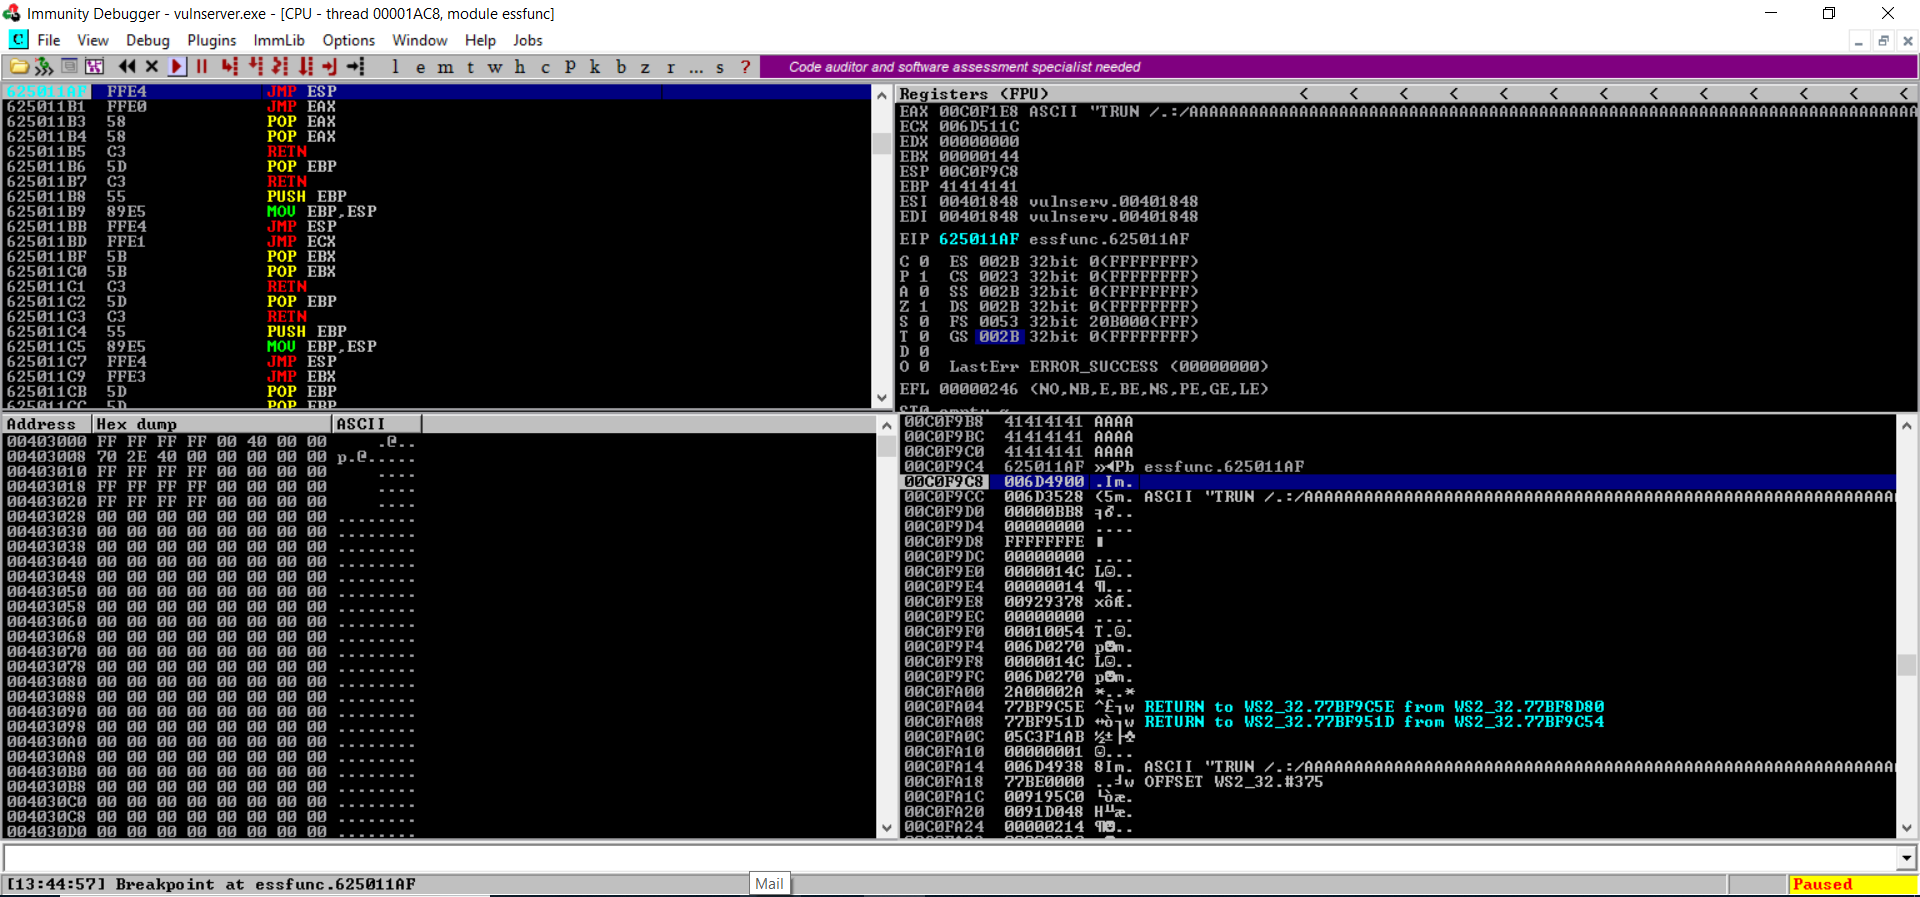 Immunity Debugger - vulnserver.exe - [CPU - thread 00001AC8, module essfunc]
File View Debug Plugins ImmLib Options Window Help Jobs
l e m t w h c P k b z r ... s ? Code auditor and software assessment specialist needed
625011AF FFE4 JMP ESP
625011B1 FFE0 JMP EAX
625011B3 58 POP EAX
625011B4 58 POP EAX
625011B5 C3 RETN
625011B6 5D POP EBP
625011B7 C3 RETN
625011B8 55 PUSH EBP
625011B9 89E5 MOV EBP,ESP
625011BB FFE4 JMP ESP
625011BD FFE1 JMP ECX
625011BF 5B POP EBX
625011C0 5B POP EBX
625011C1 C3 RETN
625011C2 5D POP EBP
625011C3 C3 RETN
625011C4 55 PUSH EBP
625011C5 89E5 MOV EBP,ESP
625011C7 FFE4 JMP ESP
625011C9 FFE3 JMP EBX
625011CB 5D POP EBP
625011CC 5D POP EBP
Registers (FPU) < < < < < < < < < < < < <
EAX 00C0F1E8 ASCII "TRUN /.:/AAAAAAAAAAAAAAAAAAAAAAAAAAAAAAAAAAAAAAAAAAAAAAAAAAAAAAAAAAAAAAAAAAAAAAAAA
ECX 006D511C
EDX 00000000
EBX 00000144
ESP 00C0F9C8
EBP 41414141
ESI 00401848 vulnserv.00401848
EDI 00401848 vulnserv.00401848
EIP 625011AF essfunc.625011AF
C 0 ES 002B 32bit 0(FFFFFFFF)
P 1 CS 0023 32bit 0(FFFFFFFF)
A 0 SS 002B 32bit 0(FFFFFFFF)
Z 1 DS 002B 32bit 0(FFFFFFFF)
S 0 FS 0053 32bit 20B000(FFF)
T 0 GS 002B 32bit 0(FFFFFFFF)
D 0
O 0 LastErr ERROR_SUCCESS (00000000)
EFL 00000246 (NO,NB,E,BE,NS,PE,GE,LE)
ST0 empty g
Address Hex dump ASCII
00403000 FF FF FF FF 00 40 00 00 .@..
00403008 70 2E 40 00 00 00 00 00 p.@.....
00403010 FF FF FF FF 00 00 00 00 ....
00403018 FF FF FF FF 00 00 00 00 ....
00403020 FF FF FF FF 00 00 00 00 ....
00403028 00 00 00 00 00 00 00 00 ........
00403030 00 00 00 00 00 00 00 00 ........
00403038 00 00 00 00 00 00 00 00 ........
00403040 00 00 00 00 00 00 00 00 ........
00403048 00 00 00 00 00 00 00 00 ........
00403050 00 00 00 00 00 00 00 00 ........
00403058 00 00 00 00 00 00 00 00 ........
00403060 00 00 00 00 00 00 00 00 ........
00403068 00 00 00 00 00 00 00 00 ........
00403070 00 00 00 00 00 00 00 00 ........
00403078 00 00 00 00 00 00 00 00 ........
00403080 00 00 00 00 00 00 00 00 ........
00403088 00 00 00 00 00 00 00 00 ........
00403090 00 00 00 00 00 00 00 00 ........
00403098 00 00 00 00 00 00 00 00 ........
004030A0 00 00 00 00 00 00 00 00 ........
004030A8 00 00 00 00 00 00 00 00 ........
004030B0 00 00 00 00 00 00 00 00 ........
004030B8 00 00 00 00 00 00 00 00 ........
004030C0 00 00 00 00 00 00 00 00 ........
004030C8 00 00 00 00 00 00 00 00 ........
004030D0 00 00 00 00 00 00 00 00 ........
00C0F9B8 41414141 AAAA
00C0F9BC 41414141 AAAA
00C0F9C0 41414141 AAAA
00C0F9C4 625011AF »◄Pb essfunc.625011AF
00C0F9C8 006D4900 .Im.
00C0F9CC 006D3528 (5m. ASCII "TRUN /.:/AAAAAAAAAAAAAAAAAAAAAAAAAAAAAAAAAAAAAAAAAAAAAAAAAAAAAAAAAAA
00C0F9D0 00000BB8 ╕♂..
00C0F9D4 00000000 ....
00C0F9D8 FFFFFFFE
00C0F9DC 00000000 ....
00C0F9E0 0000014C L☺..
00C0F9E4 00000014 ¶...
00C0F9E8 00929378 xôÆ.
00C0F9EC 00000000 ....
00C0F9F0 00010054 T.☺.
00C0F9F4 006D0270 p☻m.
00C0F9F8 0000014C L☺..
00C0F9FC 006D0270 p☻m.
00C0FA00 2A00002A *..*
00C0FA04 77BF9C5E ^£┐w RETURN to WS2_32.77BF9C5E from WS2_32.77BF8D80
00C0FA08 77BF951D ↔ò┐w RETURN to WS2_32.77BF951D from WS2_32.77BF9C54
00C0FA0C 05C3F1AB ½±├♣
00C0FA10 00000001 ☺...
00C0FA14 006D4938 8Im. ASCII "TRUN /.:/AAAAAAAAAAAAAAAAAAAAAAAAAAAAAAAAAAAAAAAAAAAAAAAAAAAAAAAAAAA
00C0FA18 77BE0000 ..╛w OFFSET WS2_32.#375
00C0FA1C 009195C0 └òæ.
00C0FA20 0091D048 H╨æ.
00C0FA24 00000214 ¶☻..
[13:44:57] Breakpoint at essfunc.625011AF
Mail
Paused